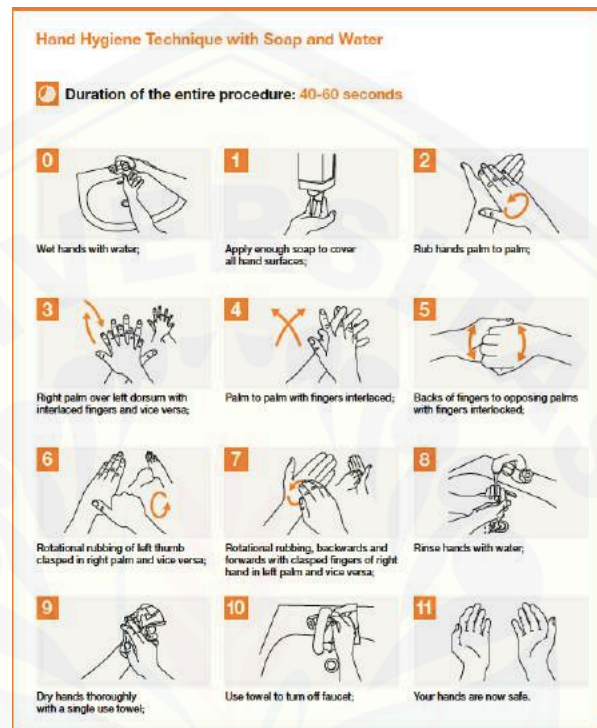 Hand Hygiene Technique with Soap and Water
Duration of the entire procedure: 40-60 seconds
0
Wet hands with water;
1
Apply enough soap to cover
all hand surfaces;
2
Rub hands palm to palm;
3
Right palm over left dorsum with
interlaced fingers and vice versa;
4
Palm to palm with fingers interlaced;
5
Backs of fingers to opposing palms
with fingers interlocked;
6
Rotational rubbing of left thumb
clasped in right palm and vice versa;
7
Rotational rubbing, backwards and
forwards with clasped fingers of right
hand in left palm and vice versa;
8
Rinse hands with water;
9
Dry hands thoroughly
with a single use towel;
10
Use towel to turn off faucet;
11
Your hands are now safe.